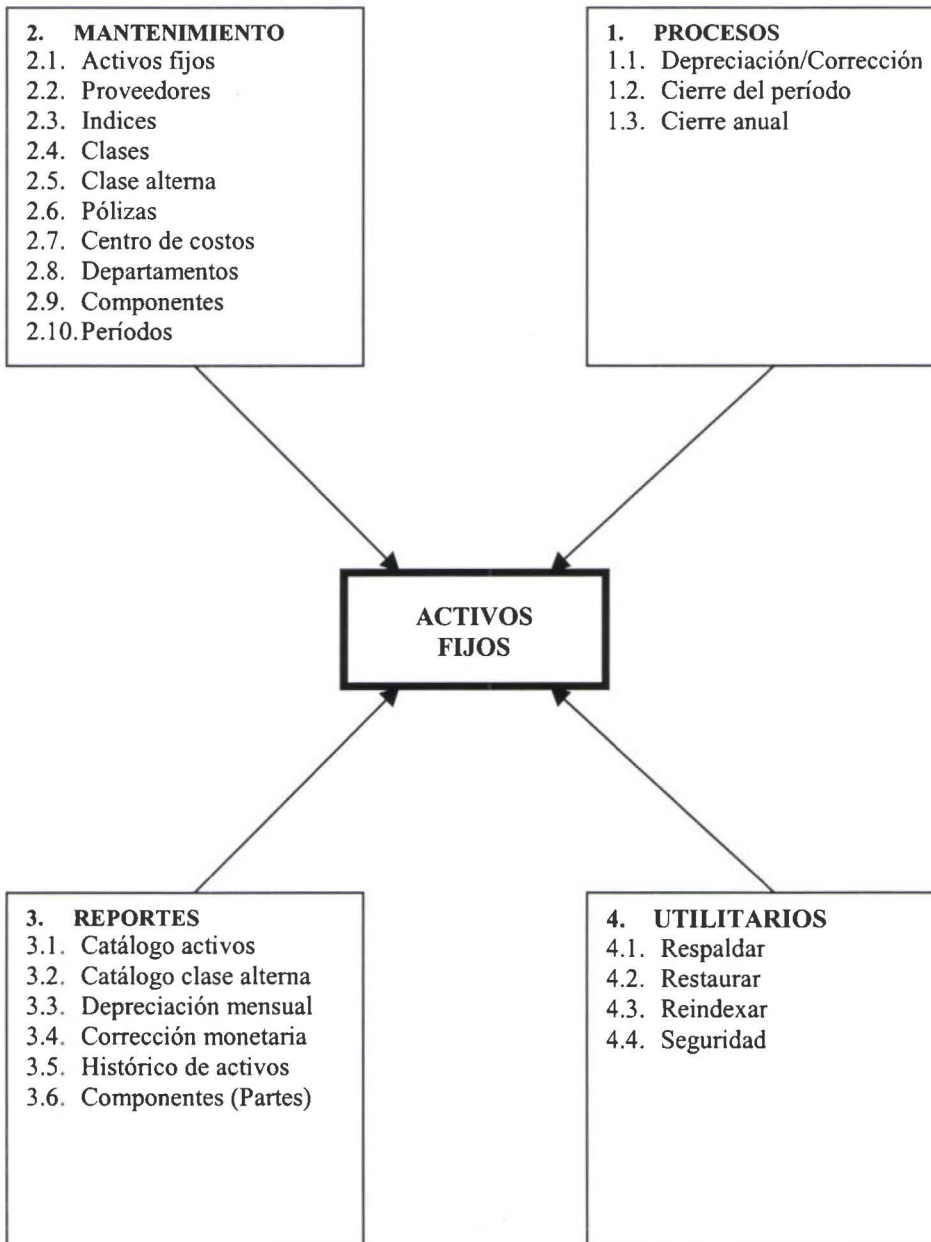 2. MANTENIMIENTO
2.1. Activos fijos
2.2. Proveedores
2.3. Indices
2.4. Clases
2.5. Clase alterna
2.6. Pólizas
2.7. Centro de costos
2.8. Departamentos
2.9. Componentes
2.10.Períodos
1. PROCESOS
1.1. Depreciación/Corrección
1.2. Cierre del período
1.3. Cierre anual
ACTIVOS
FIJOS
3. REPORTES
3.1. Catálogo activos
3.2. Catálogo clase alterna
3.3. Depreciación mensual
3.4. Corrección monetaria
3.5. Histórico de activos
3.6. Componentes (Partes)
4. UTILITARIOS
4.1. Respaldar
4.2. Restaurar
4.3. Reindexar
4.4. Seguridad